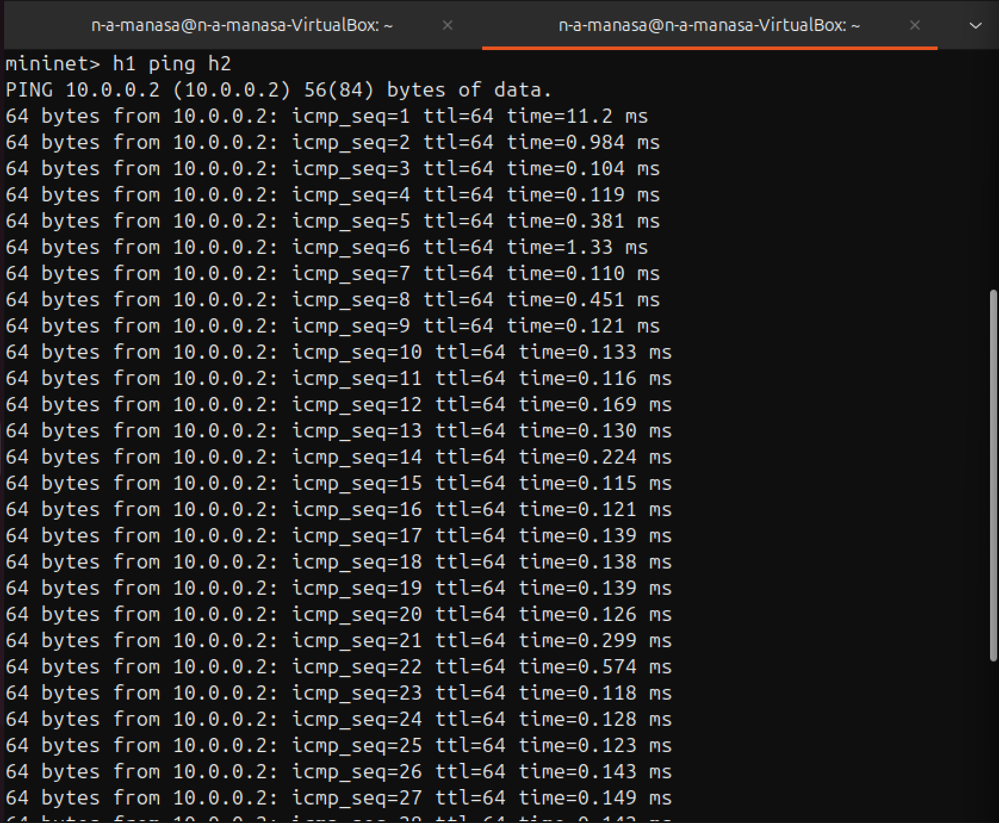 n-a-manasa@n-a-manasa-VirtualBox: ~
n-a-manasa@n-a-manasa-VirtualBox: ~
mininet> h1 ping h2
PING 10.0.0.2 (10.0.0.2) 56(84) bytes of data.
64 bytes from 10.0.0.2: icmp_seq=1 ttl=64 time=11.2 ms
64 bytes from 10.0.0.2: icmp_seq=2 ttl=64 time=0.984 ms
64 bytes from 10.0.0.2: icmp_seq=3 ttl=64 time=0.104 ms
64 bytes from 10.0.0.2: icmp_seq=4 ttl=64 time=0.119 ms
64 bytes from 10.0.0.2: icmp_seq=5 ttl=64 time=0.381 ms
64 bytes from 10.0.0.2: icmp_seq=6 ttl=64 time=1.33 ms
64 bytes from 10.0.0.2: icmp_seq=7 ttl=64 time=0.110 ms
64 bytes from 10.0.0.2: icmp_seq=8 ttl=64 time=0.451 ms
64 bytes from 10.0.0.2: icmp_seq=9 ttl=64 time=0.121 ms
64 bytes from 10.0.0.2: icmp_seq=10 ttl=64 time=0.133 ms
64 bytes from 10.0.0.2: icmp_seq=11 ttl=64 time=0.116 ms
64 bytes from 10.0.0.2: icmp_seq=12 ttl=64 time=0.169 ms
64 bytes from 10.0.0.2: icmp_seq=13 ttl=64 time=0.130 ms
64 bytes from 10.0.0.2: icmp_seq=14 ttl=64 time=0.224 ms
64 bytes from 10.0.0.2: icmp_seq=15 ttl=64 time=0.115 ms
64 bytes from 10.0.0.2: icmp_seq=16 ttl=64 time=0.121 ms
64 bytes from 10.0.0.2: icmp_seq=17 ttl=64 time=0.139 ms
64 bytes from 10.0.0.2: icmp_seq=18 ttl=64 time=0.138 ms
64 bytes from 10.0.0.2: icmp_seq=19 ttl=64 time=0.139 ms
64 bytes from 10.0.0.2: icmp_seq=20 ttl=64 time=0.126 ms
64 bytes from 10.0.0.2: icmp_seq=21 ttl=64 time=0.299 ms
64 bytes from 10.0.0.2: icmp_seq=22 ttl=64 time=0.574 ms
64 bytes from 10.0.0.2: icmp_seq=23 ttl=64 time=0.118 ms
64 bytes from 10.0.0.2: icmp_seq=24 ttl=64 time=0.128 ms
64 bytes from 10.0.0.2: icmp_seq=25 ttl=64 time=0.123 ms
64 bytes from 10.0.0.2: icmp_seq=26 ttl=64 time=0.143 ms
64 bytes from 10.0.0.2: icmp_seq=27 ttl=64 time=0.149 ms